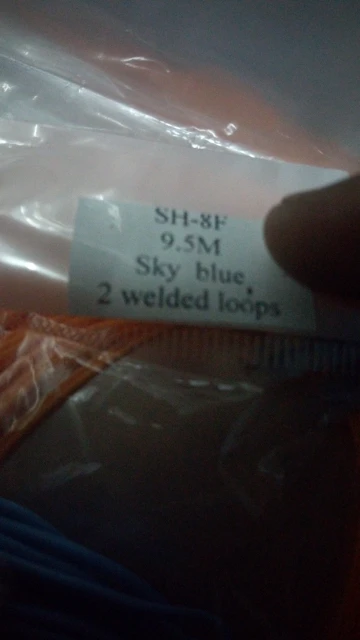 SH-8F
9.5M
Sky blue,
2 welded loops